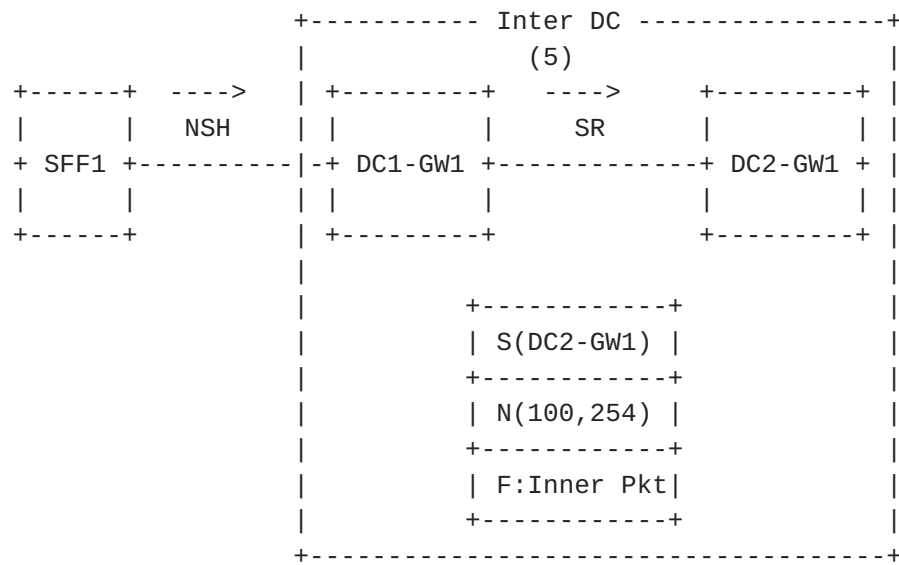 Inter DC
(5)
---->  ---->
NSH  SR
SFF1  DC1-GW1  DC2-GW1
S(DC2-GW1)
N(100,254)
F:Inner Pkt